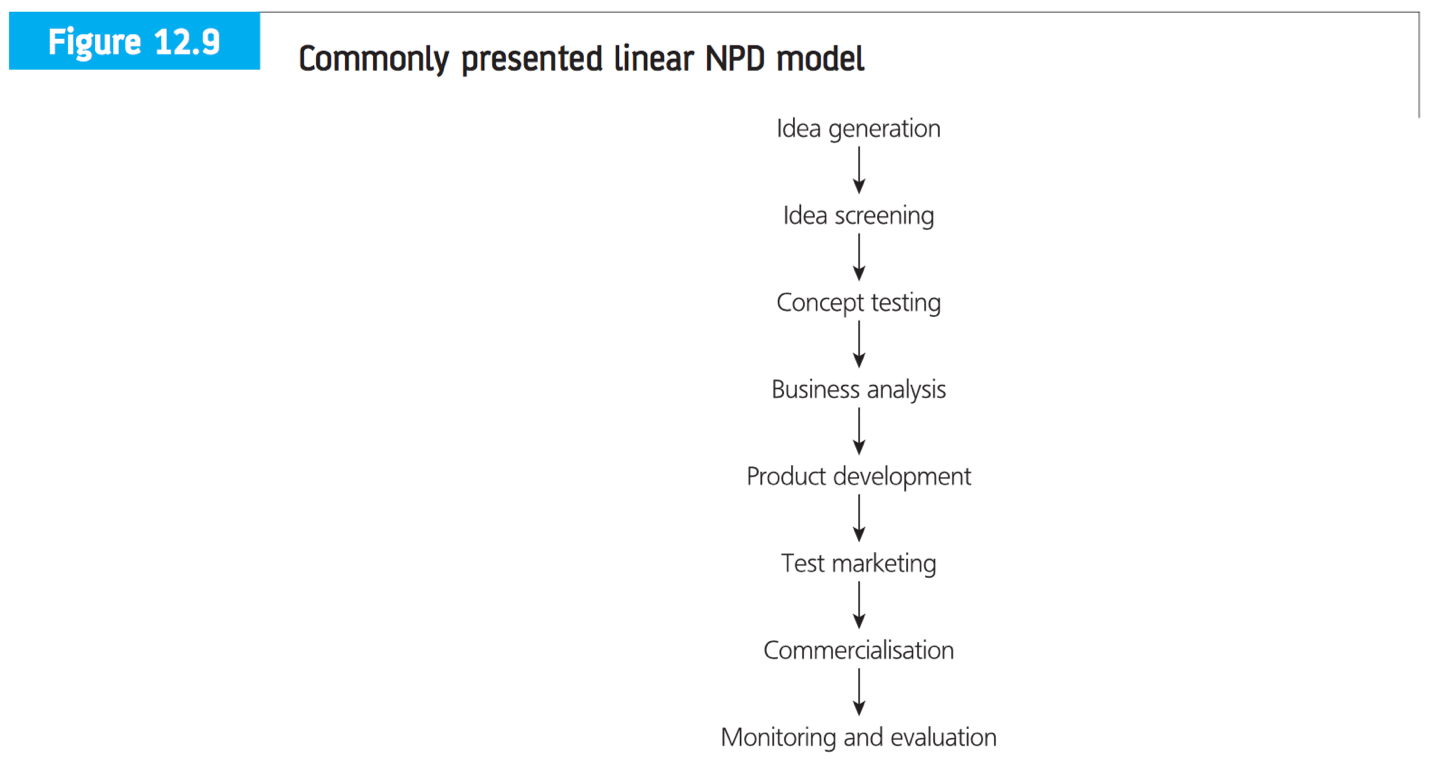 Figure 12.9
Commonly presented linear NPD model
Idea generation
Idea screening
Concept testing
Business analysis
Product development
Test marketing
Commercialisation
Monitoring and evaluation